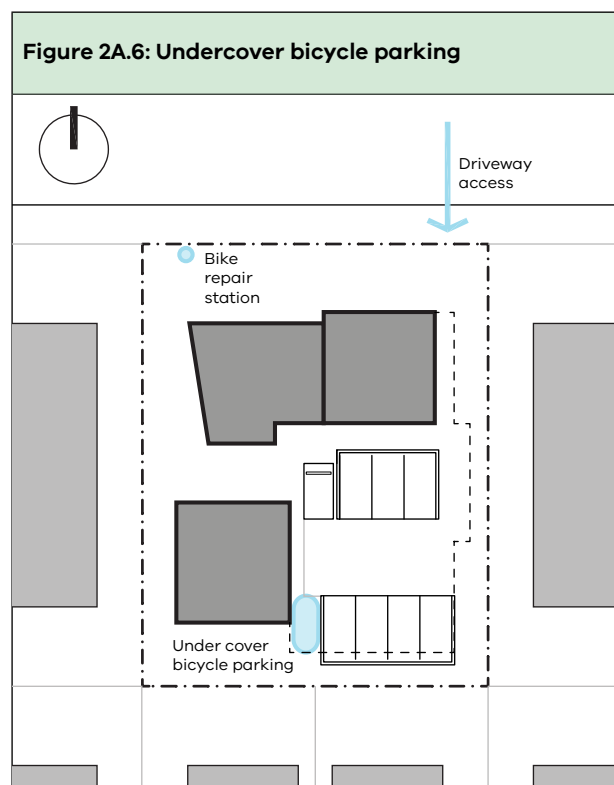 Figure 2A.6: Undercover bicycle parking
Driveway
access
Bike
repair
station
Under cover
bicycle parking